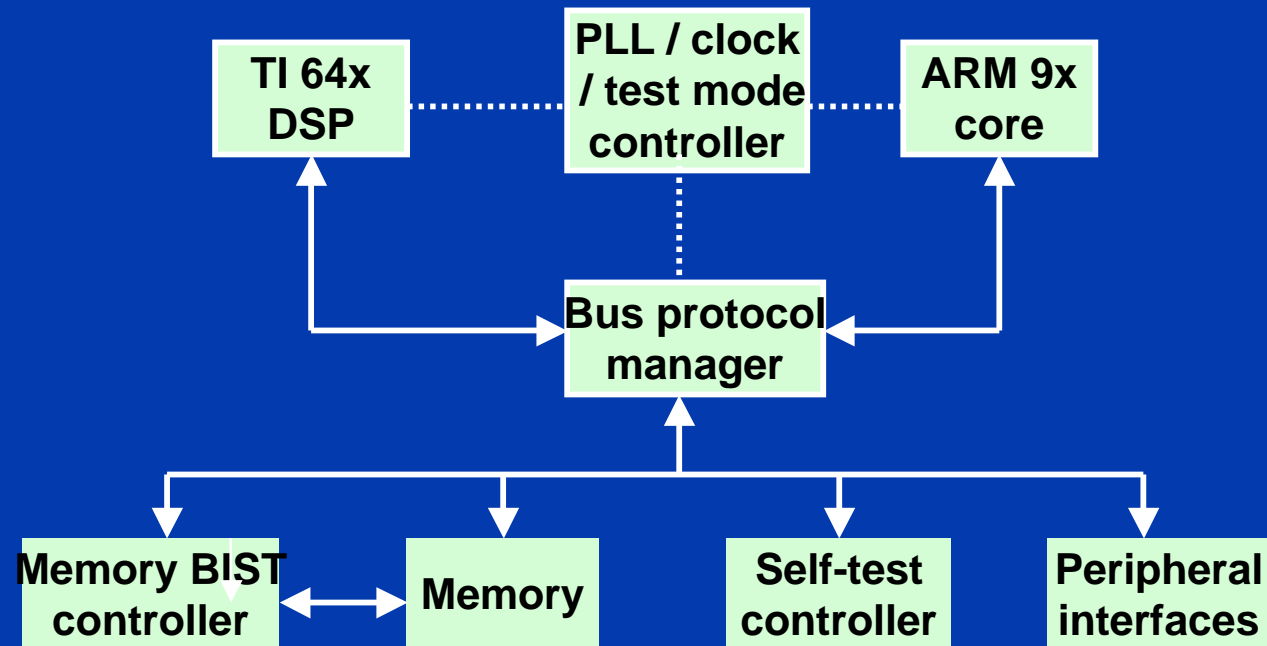 TI 64x
DSP
PLL / clock
/ test mode
controller
ARM 9x
core
Bus protocol
manager
Memory BIST
controller
Memory
Self-test
controller
Peripheral
interfaces